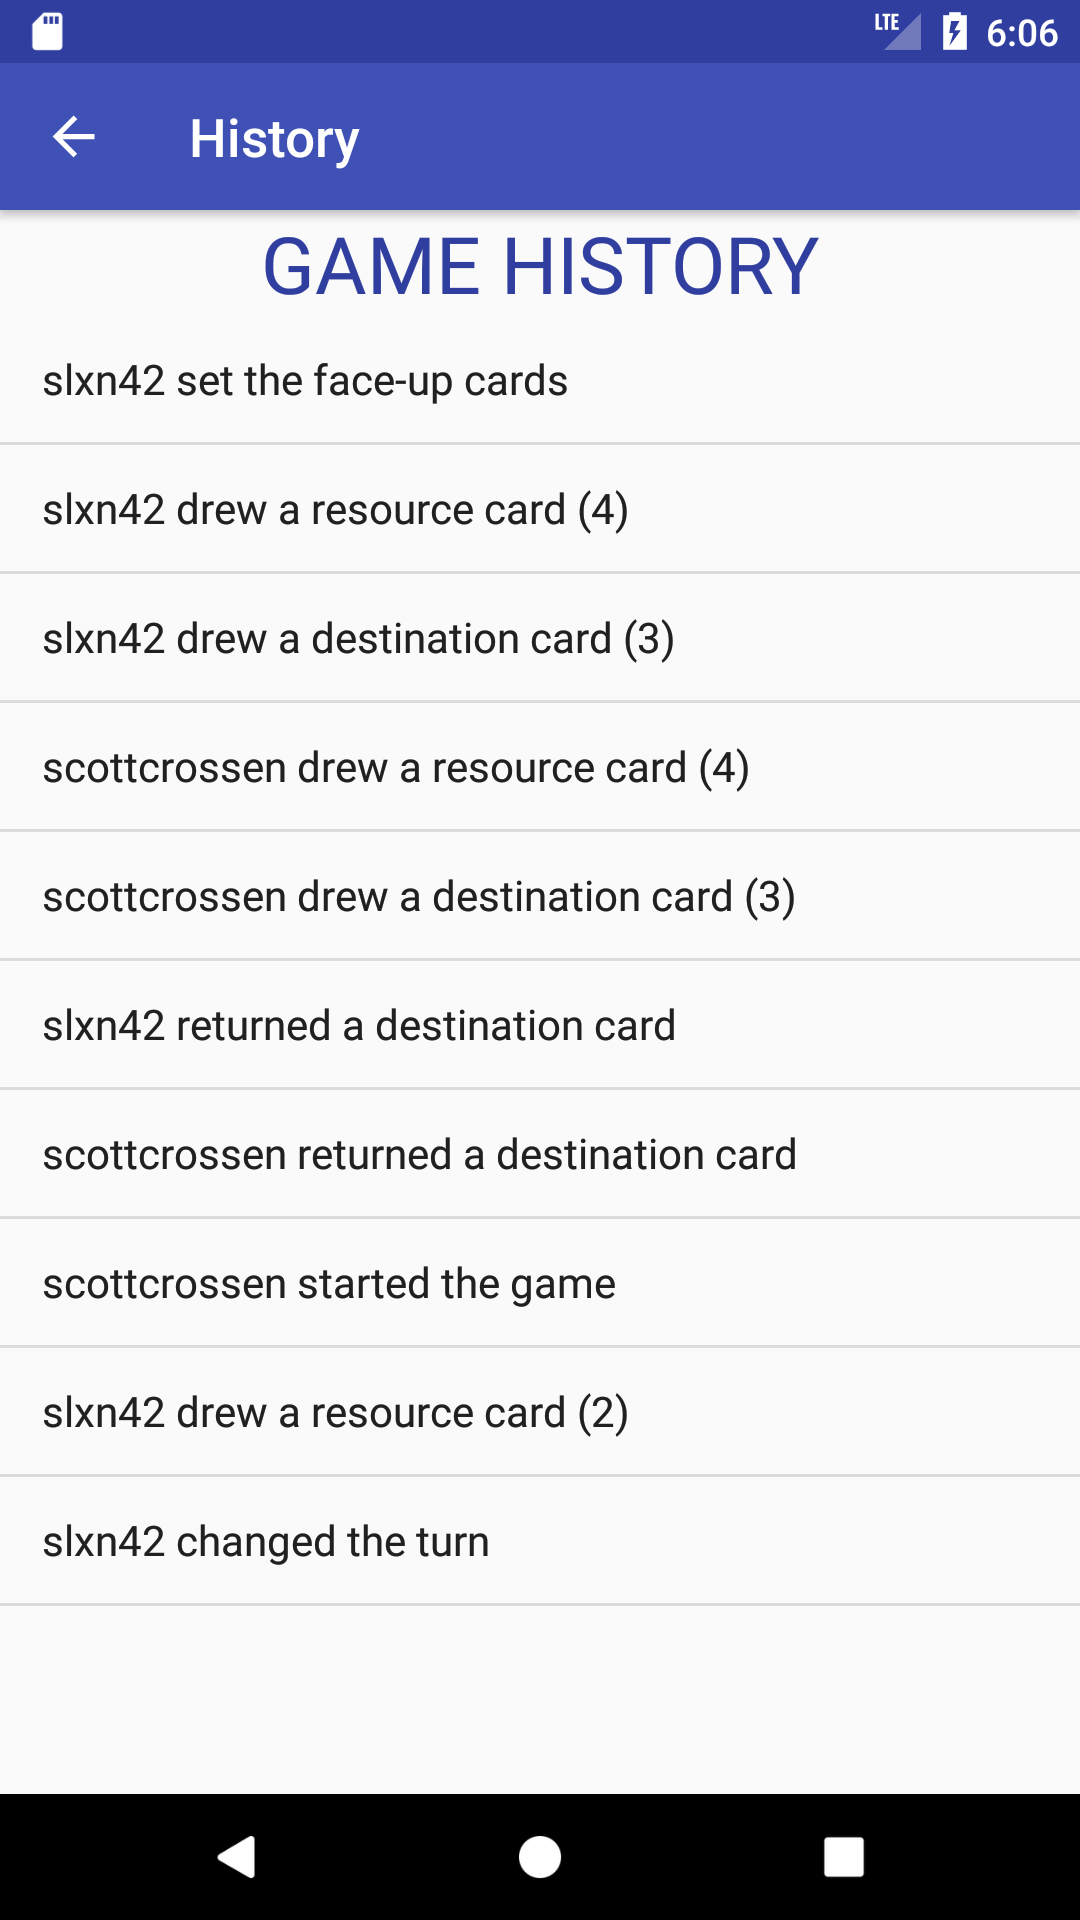 LTE 6:06
History
GAME HISTORY
slxn42 set the face-up cards
slxn42 drew a resource card (4)
slxn42 drew a destination card (3)
scottcrossen drew a resource card (4)
scottcrossen drew a destination card (3)
slxn42 returned a destination card
scottcrossen returned a destination card
scottcrossen started the game
slxn42 drew a resource card (2)
slxn42 changed the turn